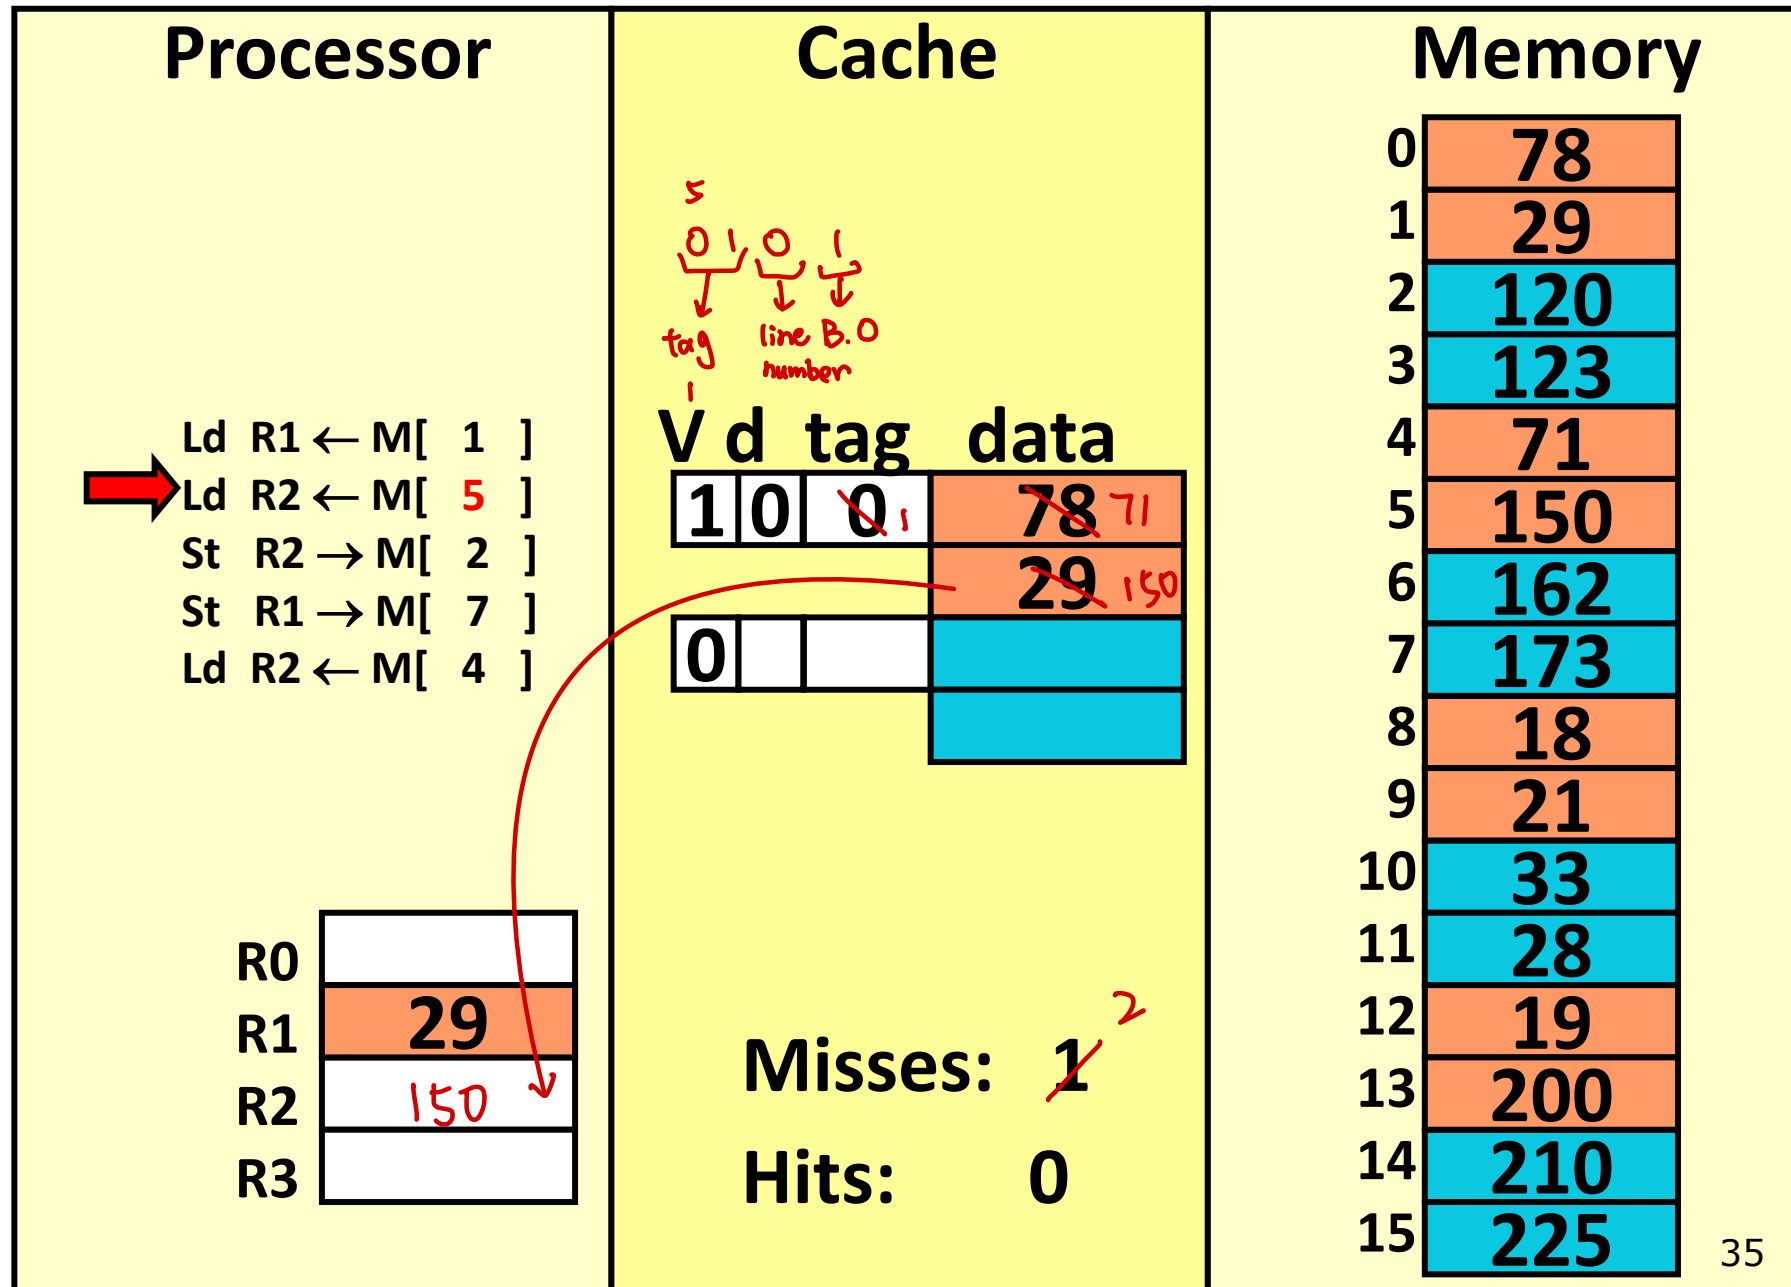 Processor
Ld R1 ← M[ 1 ]
Ld R2 ← M[ 5 ]
St R2 → M[ 2 ]
St R1 → M[ 7 ]
Ld R2 ← M[ 4 ]
R0
R1 29
R2 150
R3
Cache
5
0 1 0 1
tag line B.O
number
1
V d tag data
1 0 0 1 78 71
29 150
0
Misses: 1 2
Hits: 0
Memory
0 78
1 29
2 120
3 123
4 71
5 150
6 162
7 173
8 18
9 21
10 33
11 28
12 19
13 200
14 210
15 225
35